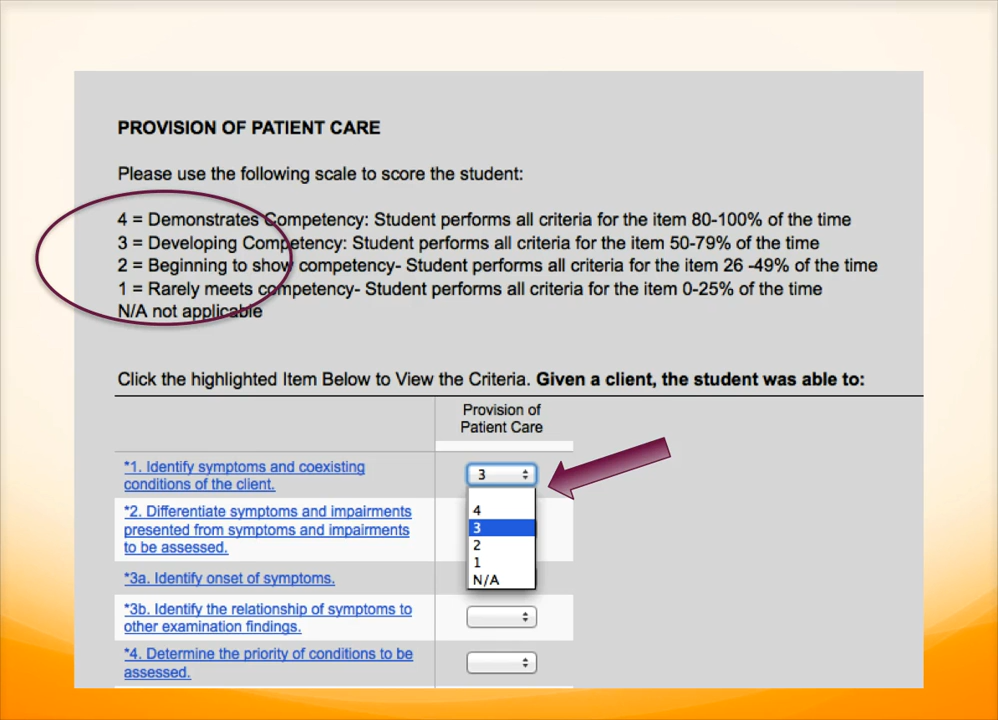 PROVISION OF PATIENT CARE
Please use the following scale to score the student:
4 = Demonstrates Competency: Student performs all criteria for the item 80-100% of the time
3 = Developing Competency: Student performs all criteria for the item 50-79% of the time
2 = Beginning to show competency- Student performs all criteria for the item 26 -49% of the time
1 = Rarely meets competency- Student performs all criteria for the item 0-25% of the time
N/A not applicable
Click the highlighted Item Below to View the Criteria. Given a client, the student was able to:
Provision of
Patient Care
*1. Identify symptoms and coexisting
conditions of the client.
3
*2. Differentiate symptoms and impairments
presented from symptoms and impairments
to be assessed.
4
3
2
1
N/A
*3a. Identify onset of symptoms.
*3b. Identify the relationship of symptoms to
other examination findings.
*4. Determine the priority of conditions to be
assessed.